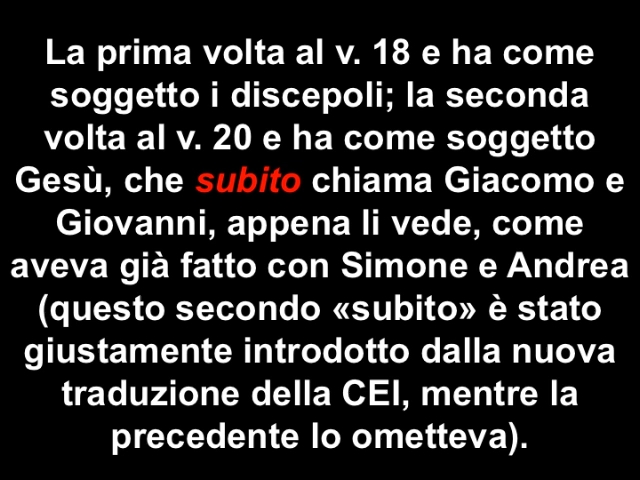 La prima volta al v. 18 e ha come
soggetto i discepoli; la seconda
volta al v. 20 e ha come soggetto
Gesù, che subito chiama Giacomo e
Giovanni, appena li vede, come
aveva già fatto con Simone e Andrea
(questo secondo «subito» è stato
giustamente introdotto dalla nuova
traduzione della CEI, mentre la
precedente lo ometteva).